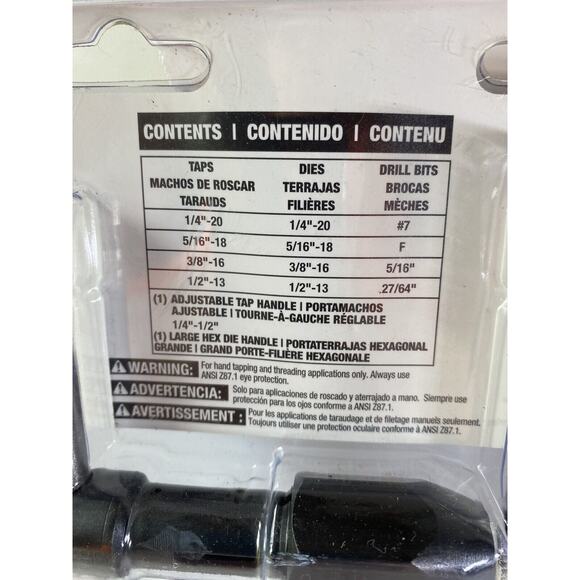 CONTENTS | CONTENIDO | CONTENU
TAPS DIES DRILL BITS
MACHOS DE ROSCAR TERRAJAS BROCAS
TARAUDS FILIÈRES MÈCHES
1/4"-20 1/4"-20 #7
5/16"-18 5/16"-18 F
3/8"-16 3/8"-16 5/16"
1/2"-13 1/2"-13 .27/64"
(1) ADJUSTABLE TAP HANDLE | PORTAMACHOS
AJUSTABLE | TOURNE-À-GAUCHE RÉGLABLE
1/4"-1/2"
(1) LARGE HEX DIE HANDLE | PORTATERRAJAS HEXAGONAL
GRANDE | GRAND PORTE-FILIÈRE HEXAGONALE
WARNING: For hand tapping and threading applications only. Always use
ANSI Z87.1 eye protection.
ADVERTENCIA: Solo para aplicaciones de roscado y aterrajado a mano. Siempre use
protección para los ojos conforme a ANSI Z87.1.
AVERTISSEMENT : Pour les applications de taraudage et de filetage manuels seulement.
Toujours utiliser une protection oculaire conforme à ANSI Z87.1.